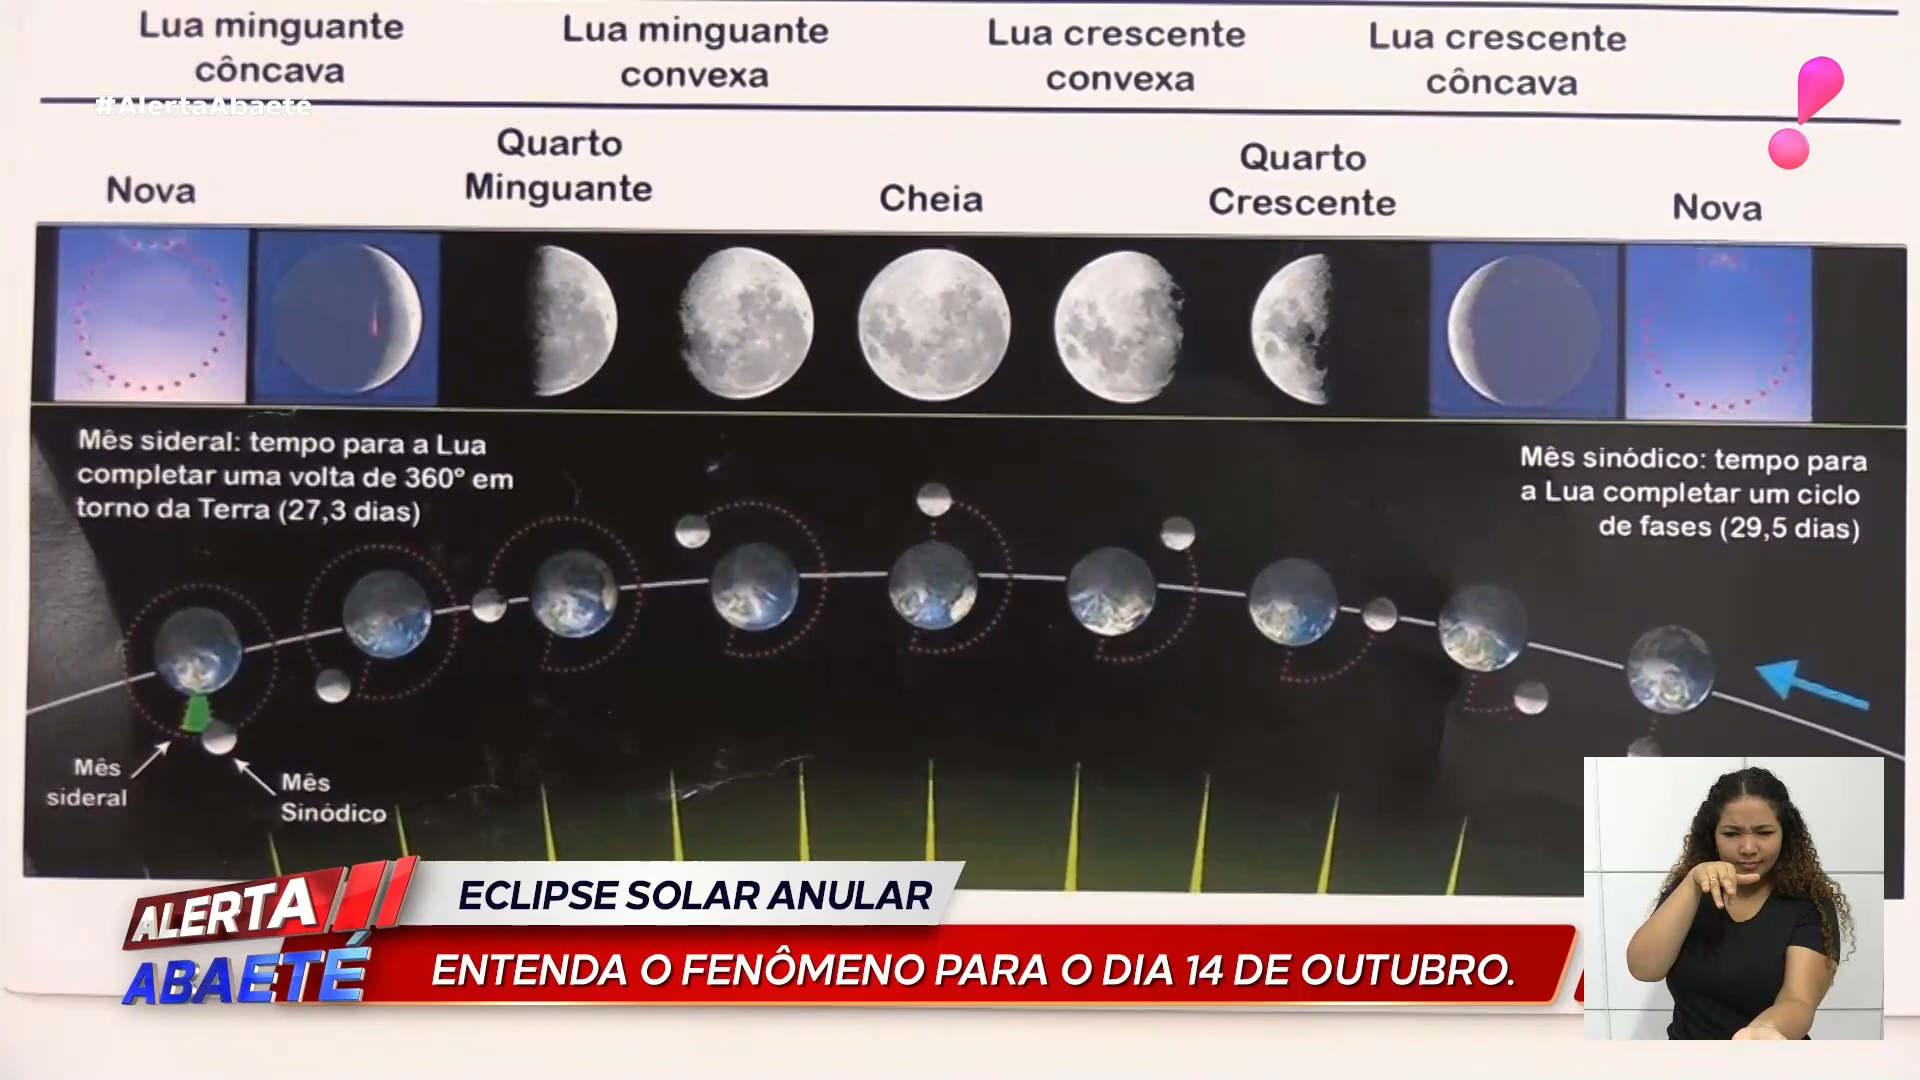 Lua minguante
côncava
Lua minguante
convexa
Lua crescente
convexa
Lua crescente
côncava
#AlertaAbaeté
Nova
Quarto
Minguante
Cheia
Quarto
Crescente
Nova
Mês sideral: tempo para a Lua
completar uma volta de 360º em
torno da Terra (27,3 dias)
Mês sinódico: tempo para
a Lua completar um ciclo
de fases (29,5 dias)
Mês
sideral
Mês
Sinódico
ALERTA
ABAETÉ
ECLIPSE SOLAR ANULAR
ENTENDA O FENÔMENO PARA O DIA 14 DE OUTUBRO.